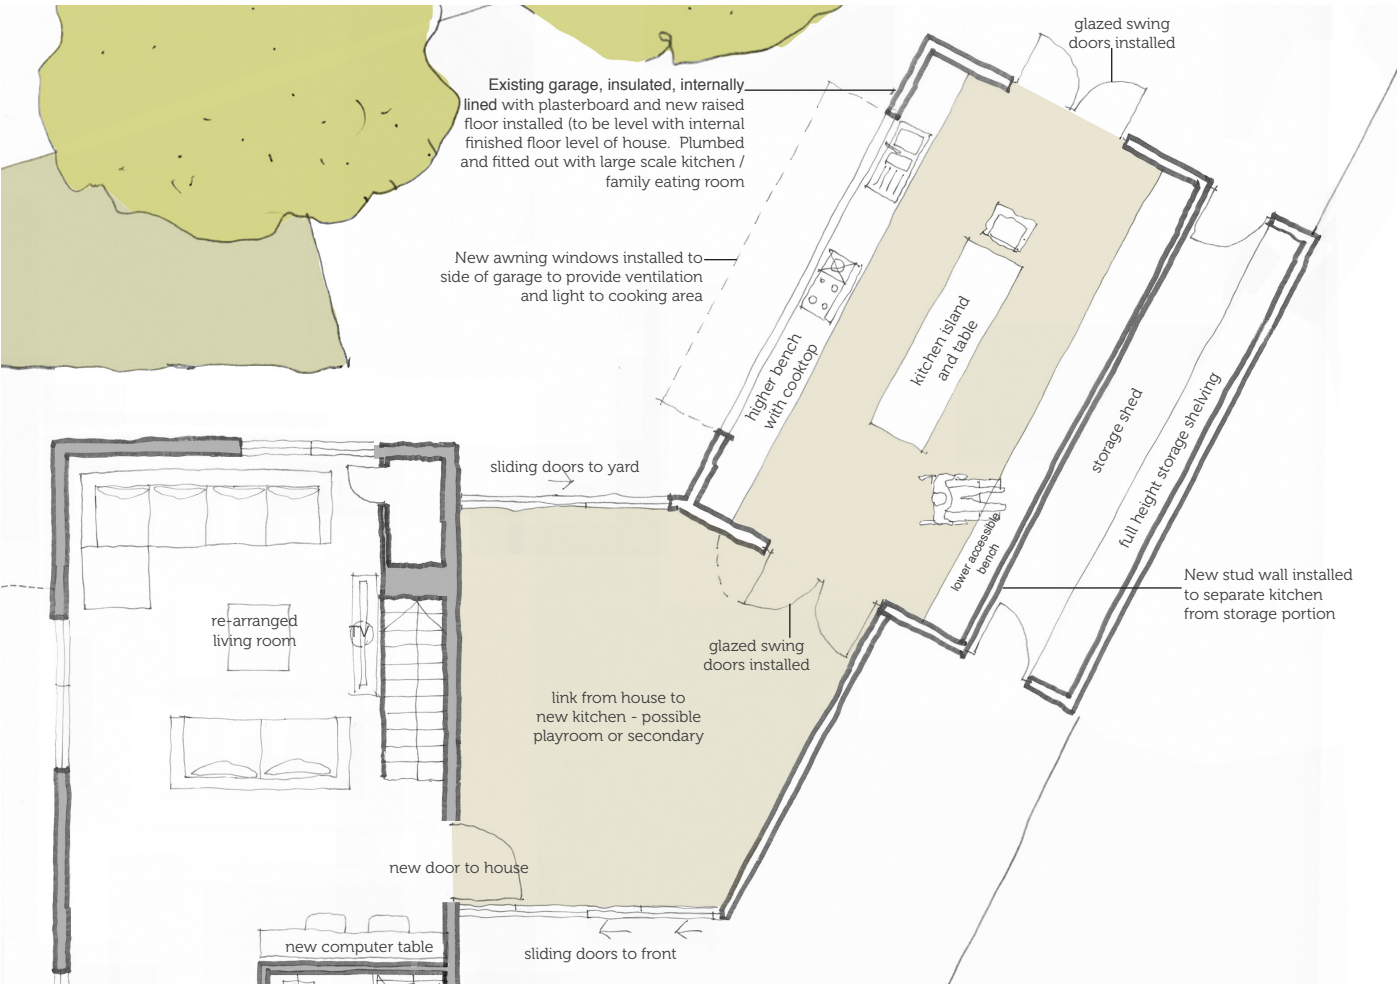 glazed swing
doors installed
Existing garage, insulated, internally
lined with plasterboard and new raised
floor installed (to be level with internal
finished floor level of house. Plumbed
and fitted out with large scale kitchen /
family eating room
New awning windows installed to
side of garage to provide ventilation
and light to cooking area
higher bench
with cooktop
kitchen island
and table
storage shed
full height storage shelving
lower accessible
bench
New stud wall installed
to separate kitchen
from storage portion
sliding doors to yard
glazed swing
doors installed
re-arranged
living room
TV
link from house to
new kitchen - possible
playroom or secondary
new door to house
new computer table
sliding doors to front